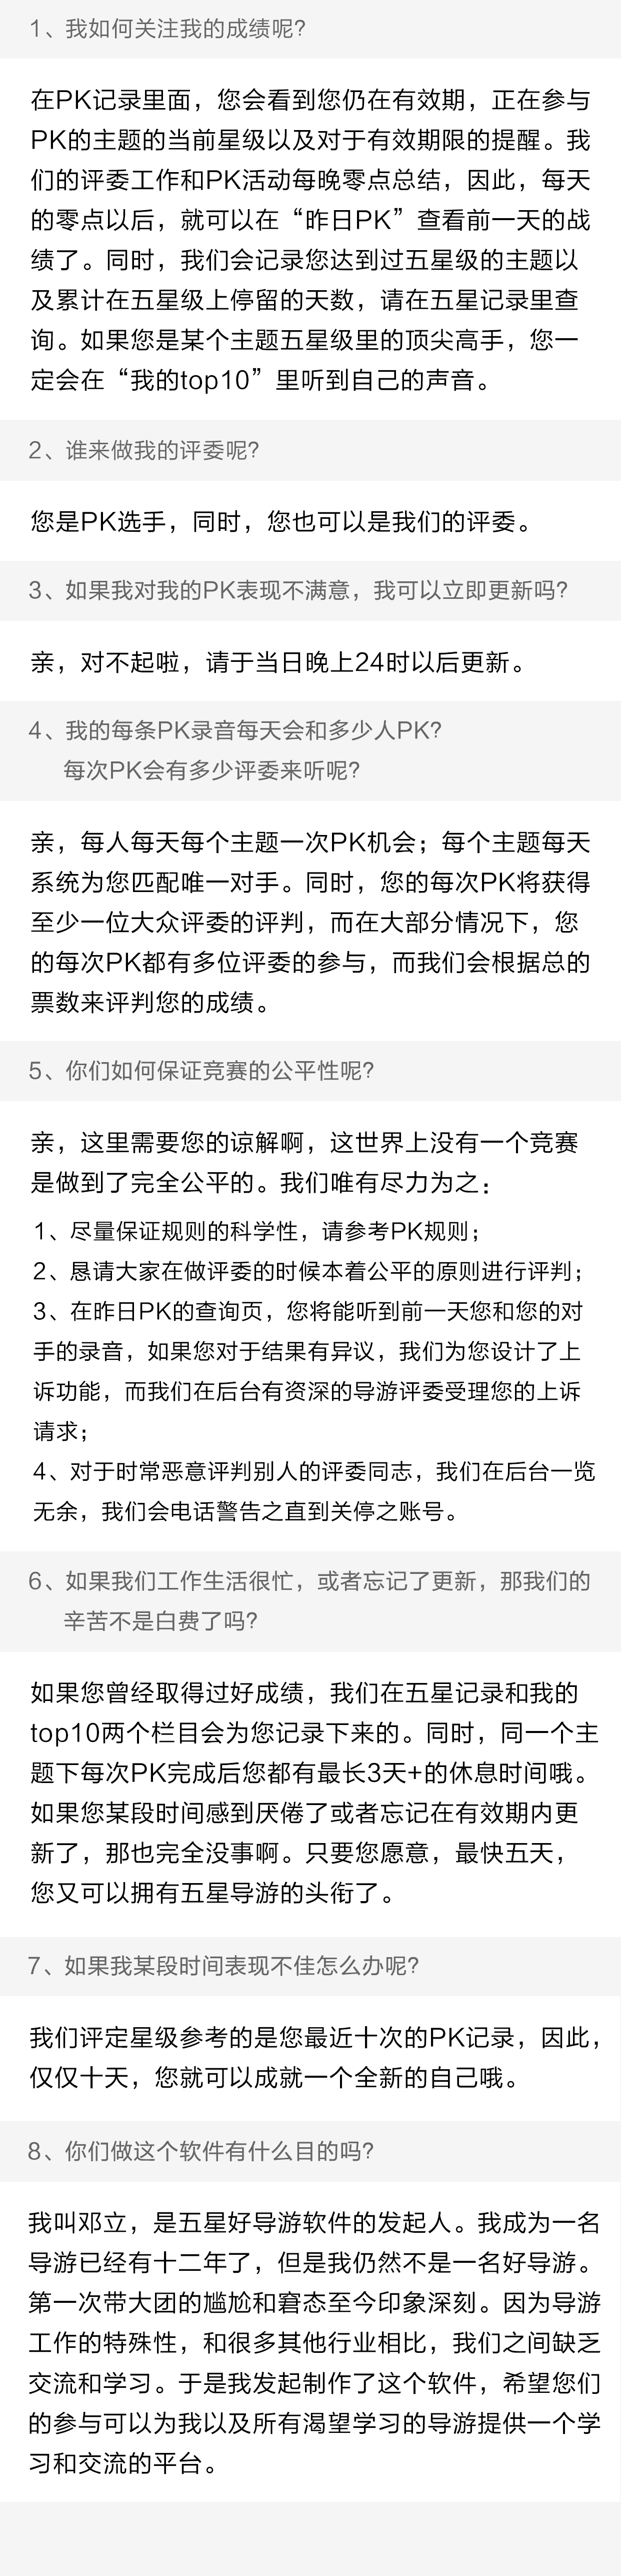 1、我如何关注我的成绩呢?
在PK记录里面，您会看到您仍在有效期，正在参与
PK的主题的当前星级以及对于有效期限的提醒。我
们的评委工作和PK活动每晚零点总结，因此，每天
的零点以后，就可以在“昨日PK”查看前一天的战
绩了。同时，我们会记录您达到过五星级的主题以
及累计在五星级上停留的天数，请在五星记录里查
询。如果您是某个主题五星级里的顶尖高手，您一
定会在“我的top10”里听到自己的声音。
2、谁来做我的评委呢?
您是PK选手，同时，您也可以是我们的评委。
3、如果我对我的PK表现不满意，我可以立即更新吗?
亲，对不起啦，请于当日晚上24时以后更新。
4、我的每条PK录音每天会和多少人PK?
每次PK会有多少评委来听呢?
亲，每人每天每个主题一次PK机会；每个主题每天
系统为您匹配唯一对手。同时，您的每次PK将获得
至少一位大众评委的评判，而在大部分情况下，您
的每次PK都有多位评委的参与，而我们会根据总的
票数来评判您的成绩。
5、你们如何保证竞赛的公平性呢?
亲，这里需要您的谅解啊，这世界上没有一个竞赛
是做到了完全公平的。我们唯有尽力为之：
1、尽量保证规则的科学性，请参考PK规则；
2、恳请大家在做评委的时候本着公平的原则进行评判；
3、在昨日PK的查询页，您将能听到前一天您和您的对
手的录音，如果您对于结果有异议，我们为您设计了上
诉功能，而我们在后台有资深的导游评委受理您的上诉
请求；
4、对于时常恶意评判别人的评委同志，我们在后台一览
无余，我们会电话警告之直到关停之账号。
6、如果我们工作生活很忙，或者忘记了更新，那我们的
辛苦不是白费了吗?
如果您曾经取得过好成绩，我们在五星记录和我的
top10两个栏目会为您记录下来的。同时，同一个主
题下每次PK完成后您都有最长3天+的休息时间哦。
如果您某段时间感到厌倦了或者忘记在有效期内更
新了，那也完全没事啊。只要您愿意，最快五天，
您又可以拥有五星导游的头衔了。
7、如果我某段时间表现不佳怎么办呢?
我们评定星级参考的是您最近十次的PK记录，因此，
仅仅十天，您就可以成就一个全新的自己哦。
8、你们做这个软件有什么目的吗?
我叫邓立，是五星好导游软件的发起人。我成为一名
导游已经有十二年了，但是我仍然不是一名好导游。
第一次带大团的尴尬和窘态至今印象深刻。因为导游
工作的特殊性，和很多其他行业相比，我们之间缺乏
交流和学习。于是我发起制作了这个软件，希望您们
的参与可以为我以及所有渴望学习的导游提供一个学
习和交流的平台。